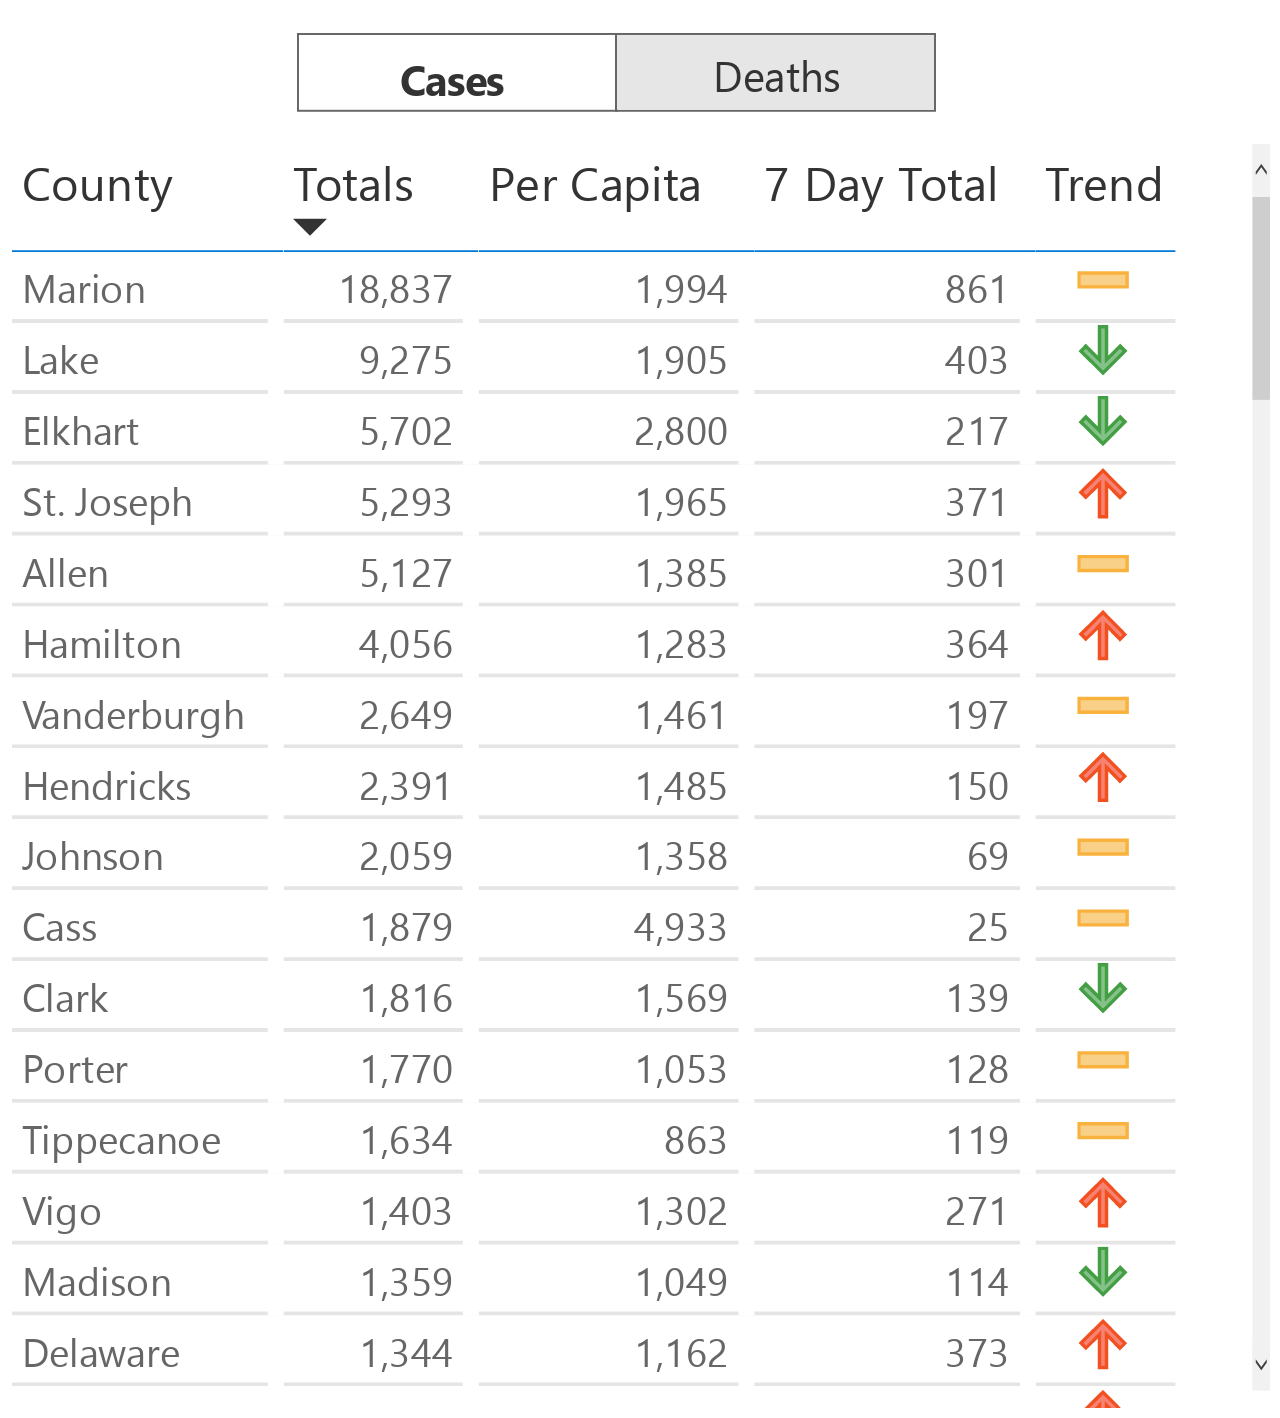 Cases Deaths
County Totals Per Capita 7 Day Total Trend
Marion 18,837 1,994 861
Lake 9,275 1,905 403
Elkhart 5,702 2,800 217
St. Joseph 5,293 1,965 371
Allen 5,127 1,385 301
Hamilton 4,056 1,283 364
Vanderburgh 2,649 1,461 197
Hendricks 2,391 1,485 150
Johnson 2,059 1,358 69
Cass 1,879 4,933 25
Clark 1,816 1,569 139
Porter 1,770 1,053 128
Tippecanoe 1,634 863 119
Vigo 1,403 1,302 271
Madison 1,359 1,049 114
Delaware 1,344 1,162 373